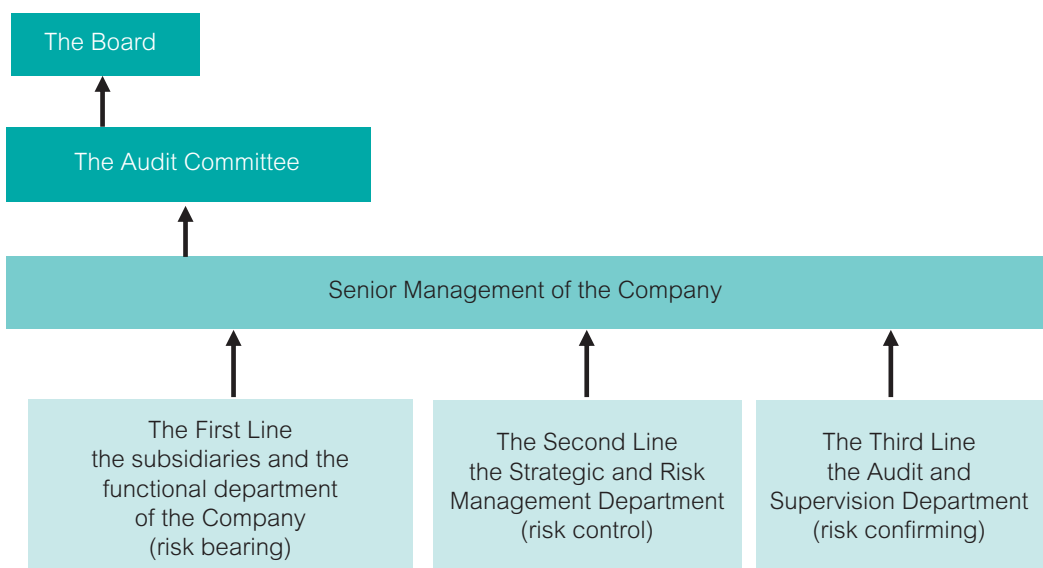 The Board
The Audit Committee
Senior Management of the Company
The First Line
the subsidiaries and the
functional department
of the Company
(risk bearing)
The Second Line
the Strategic and Risk
Management Department
(risk control)
The Third Line
the Audit and
Supervision Department
(risk confirming)